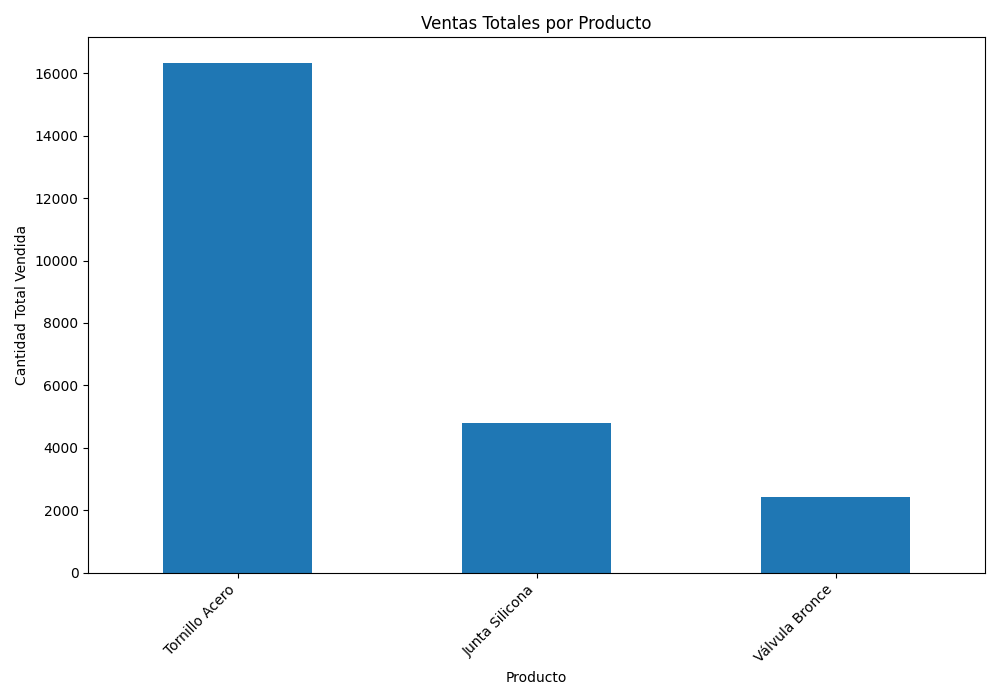 Ventas Totales por Producto
Cantidad Total Vendida
16000
14000
12000
10000
8000
6000
4000
2000
0
Tornillo Acero
Junta Silicona
Válvula Bronce
Producto